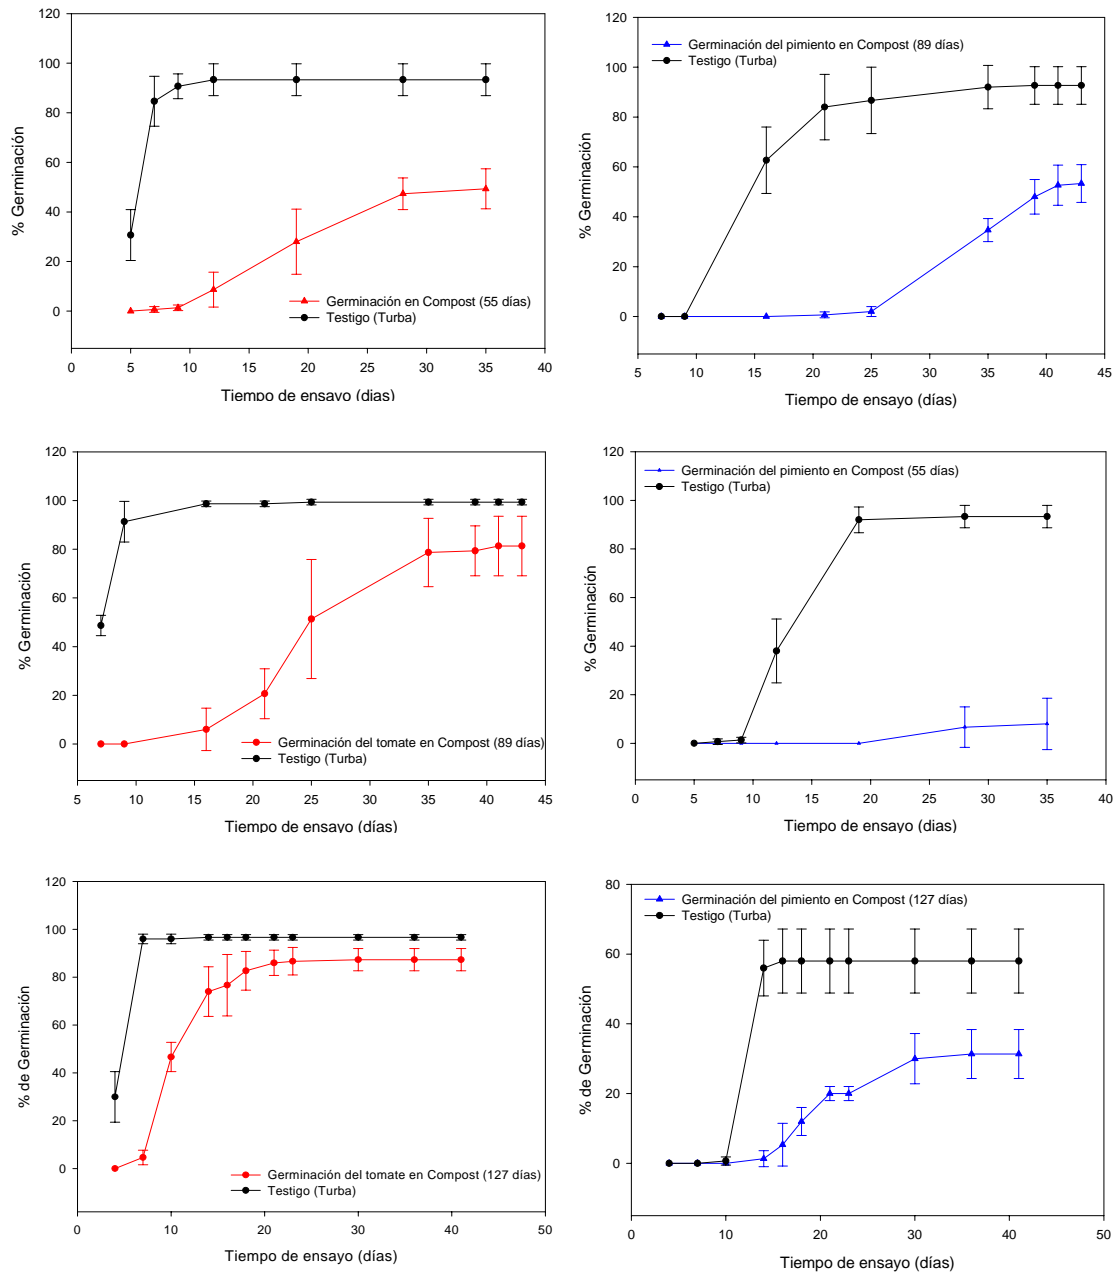 % Germinación
120
100
80
60
40
20
0
Germinación en Compost (55 días)
Testigo (Turba)
0 5 10 15 20 25 30 35 40
Tiempo de ensayo (días)
% Germinación
120
100
80
60
40
20
0
Germinación del pimiento en Compost (89 días)
Testigo (Turba)
5 10 15 20 25 30 35 40 45
Tiempo de ensayo (días)
% Germinación
120
100
80
60
40
20
0
Germinación del tomate en Compost (89 días)
Testigo (Turba)
5 10 15 20 25 30 35 40 45
Tiempo de ensayo (días)
% Germinación
120
100
80
60
40
20
0
Germinación del pimiento en Compost (55 días)
Testigo (Turba)
0 5 10 15 20 25 30 35 40
Tiempo de ensayo (días)
% de Germinación
120
100
80
60
40
20
0
Germinación del tomate en Compost (127 días)
Testigo (Turba)
0 10 20 30 40 50
Tiempo de ensayo (días)
% de Germinación
80
60
40
20
0
Germinación del pimiento en Compost (127 días)
Testigo (Turba)
0 10 20 30 40 50
Tiempo de ensayo (días)